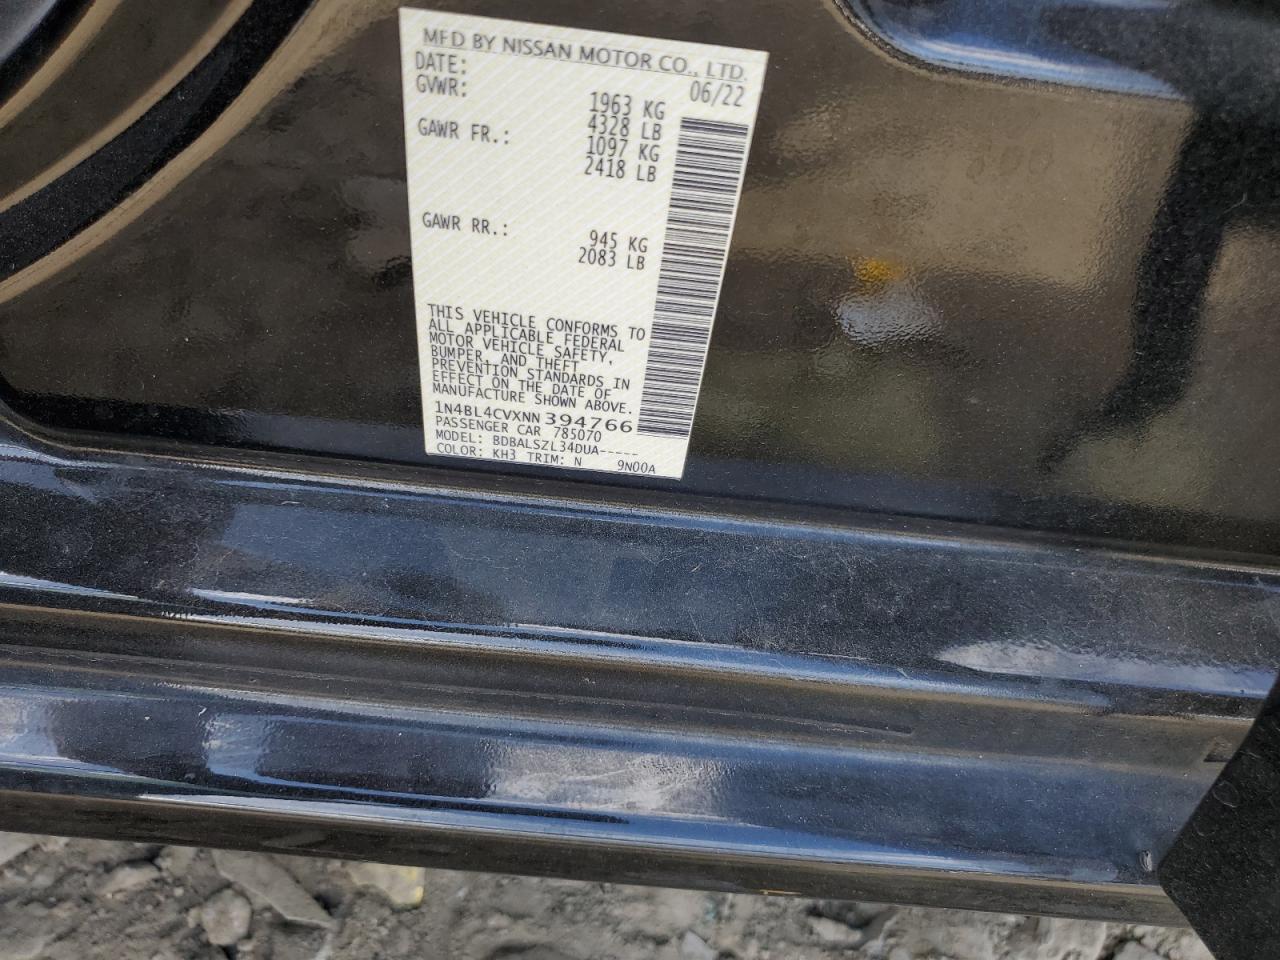 MFD BY NISSAN MOTOR CO., LTD.
DATE: 06/22
GVWR: 1963 KG
4328 LB
GAWR FR.: 1097 KG
2418 LB
GAWR RR.: 945 KG
2083 LB
THIS VEHICLE CONFORMS TO
ALL APPLICABLE FEDERAL
MOTOR VEHICLE SAFETY,
BUMPER, AND THEFT
PREVENTION STANDARDS IN
EFFECT ON THE DATE OF
MANUFACTURE SHOWN ABOVE.
1N4BL4CVXNN394766
PASSENGER CAR 785070
MODEL: BDBALSZL34DUA-----
COLOR: KH3 TRIM: N 9N00A